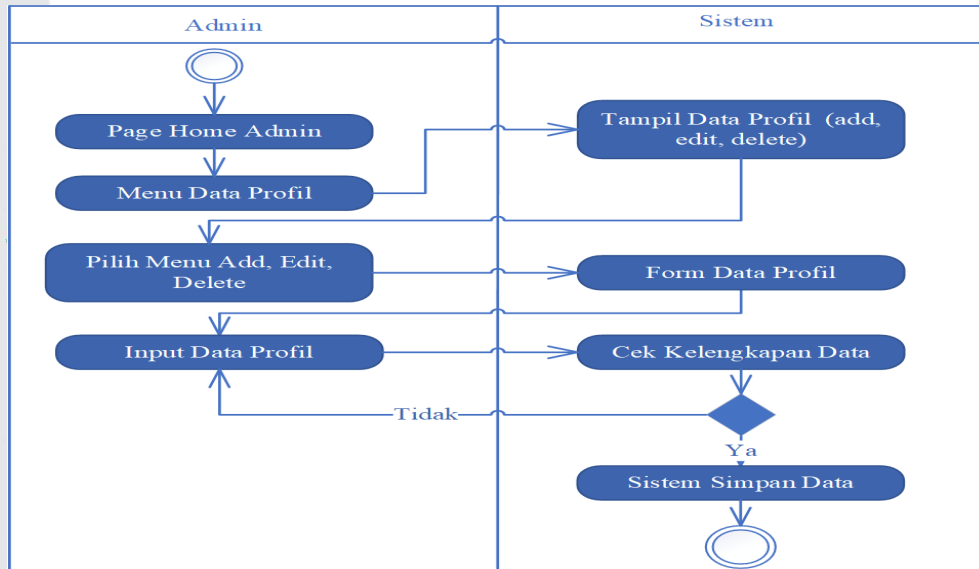 Admin
Sistem
Page Home Admin
Tampil Data Profil (add,
edit, delete)
Menu Data Profil
Pilih Menu Add, Edit,
Delete
Form Data Profil
Input Data Profil
Cek Kelengkapan Data
Tidak
Ya
Sistem Simpan Data